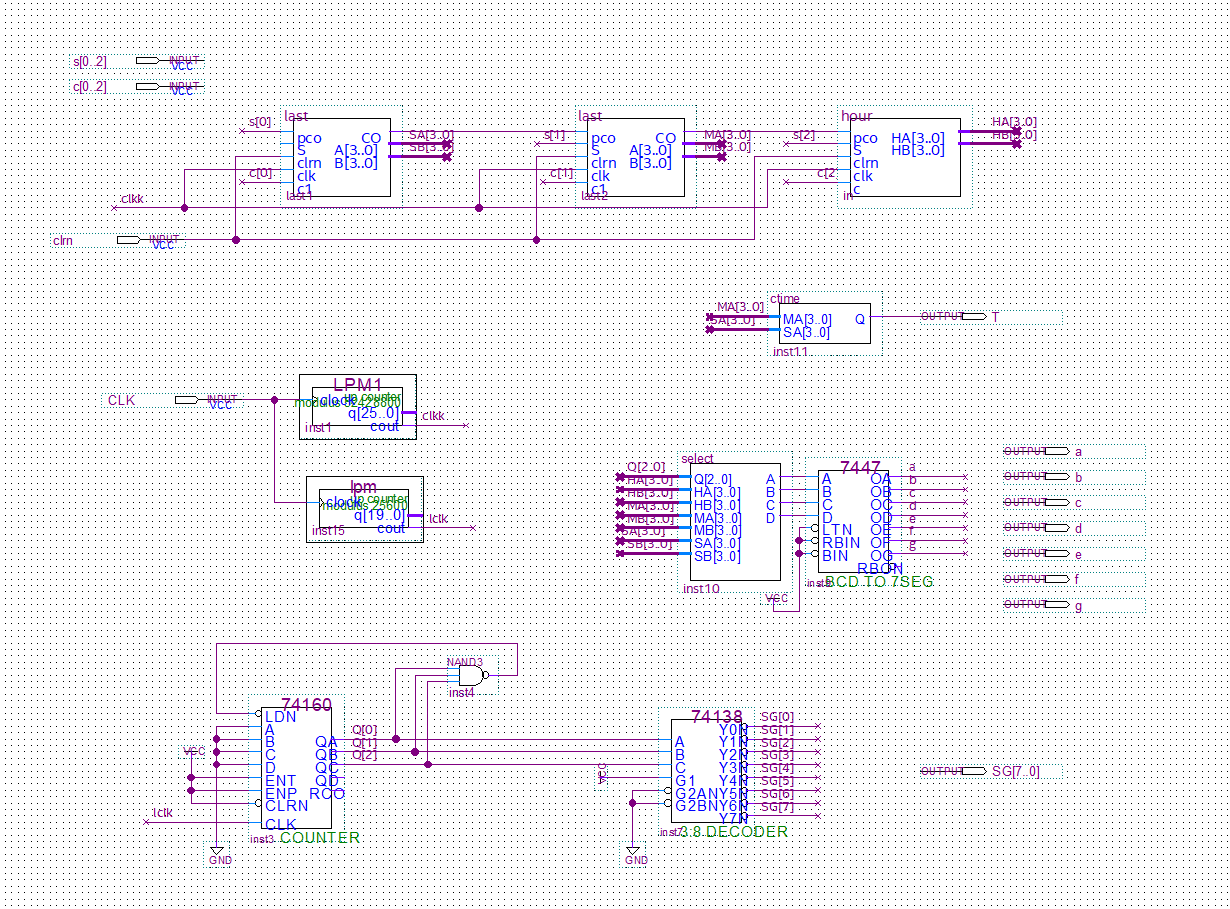 s[0..2] INPUT VCC
c[0..2] INPUT VCC
last
s[0]
pco CO SA[3..0]
S A[3..0] SB[3..0]
clrn B[3..0]
clk
c[0] c1
last1
last
s[1]
pco CO MA[3..0]
S A[3..0] MB[3..0]
clrn B[3..0]
clk
c[1] c1
last2
hour
s[2]
pco HA[3..0] HA[3..0]
S HB[3..0] HB[3..0]
clrn
clk
c[2
c
in
clkk
clrn INPUT VCC
ctime
MA[3..0] MA[3..0] Q OUTPUT T
SA[3..0] SA[3..0]
inst11
CLK INPUT VCC
LPM1
clock up counter
q[25..0]
cout clkk
inst1
lpm
clock up counter
q[19..0]
cout lclk
inst15
select
Q[2..0] Q[2..0] A
HA[3..0] HA[3..0] B
HB[3..0] HB[3..0] C
MA[3..0] MA[3..0] D
MB[3..0] MB[3..0]
SA[3..0] SA[3..0]
SB[3..0] SB[3..0]
inst10
7447
A OA a
B OB b
C OC c
D OD d
LTN OE e
RBIN OF f
BIN OG g
RBON
BCD TO 7SEG
VCC
OUTPUT a
OUTPUT b
OUTPUT c
OUTPUT d
OUTPUT e
OUTPUT f
OUTPUT g
NAND3
inst4
74160
LDN
A
B QA Q[0]
C QB Q[1]
D QC Q[2]
ENT QD
ENP RCO
CLRN
CLK
lclk
VCC
inst3 COUNTER
GND
74138
Y0N SG[0]
A Y1N SG[1]
B Y2N SG[2]
C Y3N SG[3]
G1 Y4N SG[4]
G2AN Y5N SG[5]
G2BN Y6N SG[6]
Y7N SG[7]
VCC
inst7 3:8 DECODER
GND
OUTPUT SG[7..0]